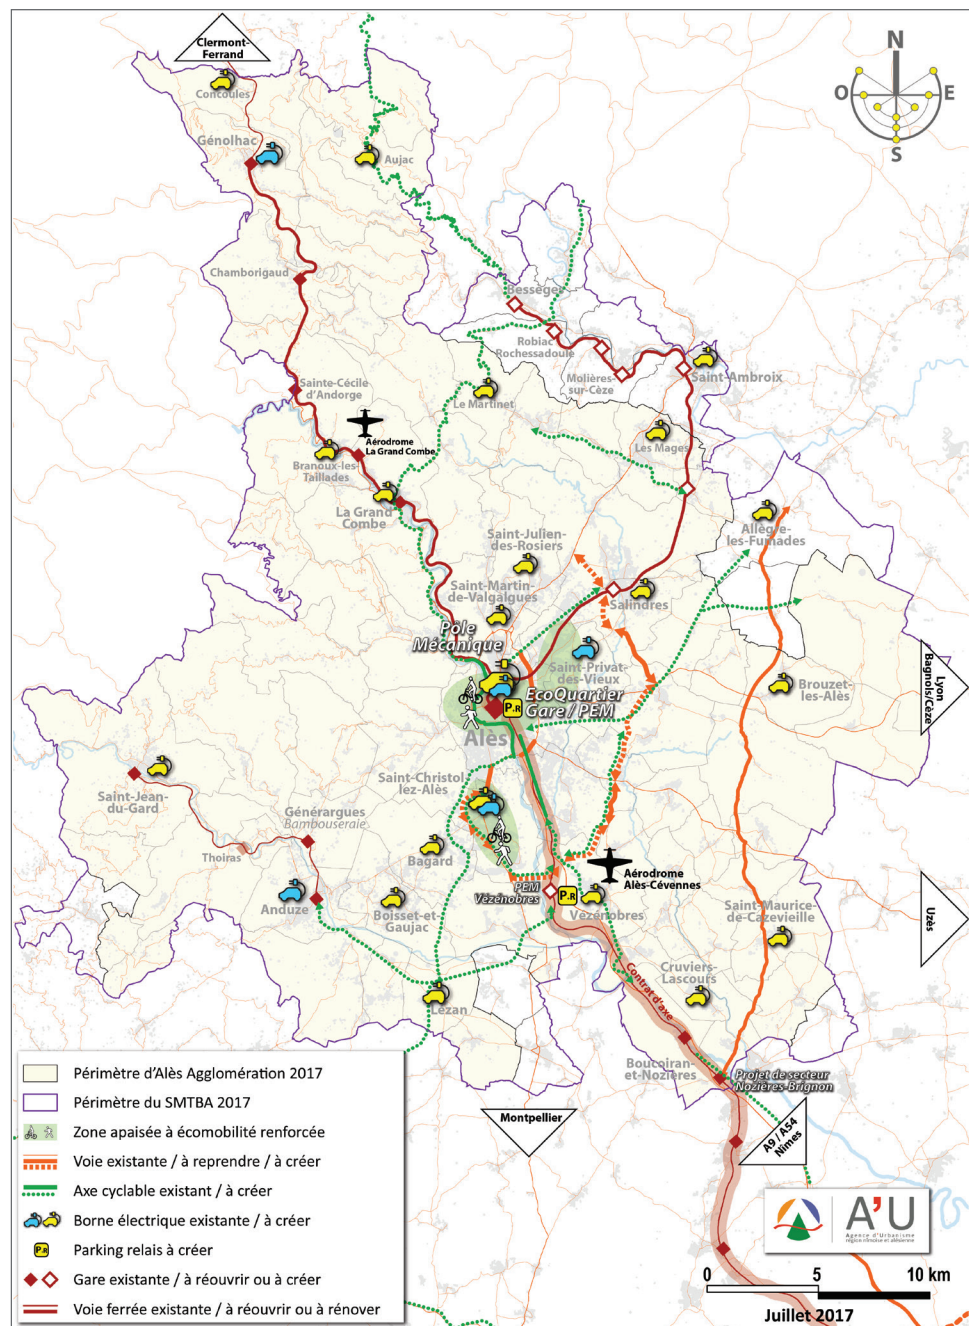 Clermont-
Ferrand
Concoules
Génolhac
Aujac
N
O
E
S
Chamborigaud
Bessèges
Robiac
Rochessadoule
Molières-
sur-Cèze
Saint-Ambroix
Sainte-Cécile
d'Andorge
Le Martinet
Aérodrome
La Grand Combe
Les Mages
Branoux-les-
Taillades
La Grand
Combe
Allègre-
les-Fumades
Saint-Julien-
des-Rosiers
Saint-Martin-
de-Valgalgues
Salindres
Pôle
Mécanique
Saint-Privat-
des-Vieux
EcoQuartier
Gare / PEM
P+R
Alès
Brouzet-
les-Alès
Lyon
Bagnols/Cèze
Saint-Christol
lez-Alès
Saint-Jean-
du-Gard
Générargues
Bambouseraie
Thoiras
Bagard
Aérodrome
Alès-Cévennes
PEM
Vézénobres
P+R
Vézénobres
Anduze
Boisset-et-
Gaujac
Saint-Maurice-
de-Cazevieille
Uzès
Cruviers-
Lascours
Contrat d'axe
Lézan
Boucoiran-
et-Nozières
Projet de secteur
Nozières-Brignon
Montpellier
A9 / A54
Nîmes
Périmètre d'Alès Agglomération 2017
Périmètre du SMTBA 2017
Zone apaisée à écomobilité renforcée
Voie existante / à reprendre / à créer
Axe cyclable existant / à créer
Borne électrique existante / à créer
P+R Parking relais à créer
Gare existante / à réouvrir ou à créer
Voie ferrée existante / à réouvrir ou à rénover
A'U
Agence d'Urbanisme
région nîmoise et alésienne
0 5 10 km
Juillet 2017